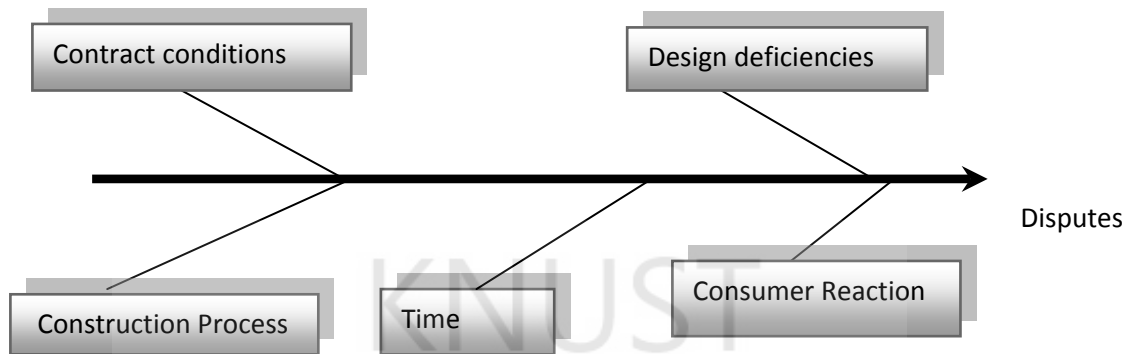 Contract conditions
Design deficiencies
Disputes
Construction Process
Time
Consumer Reaction
KNUST